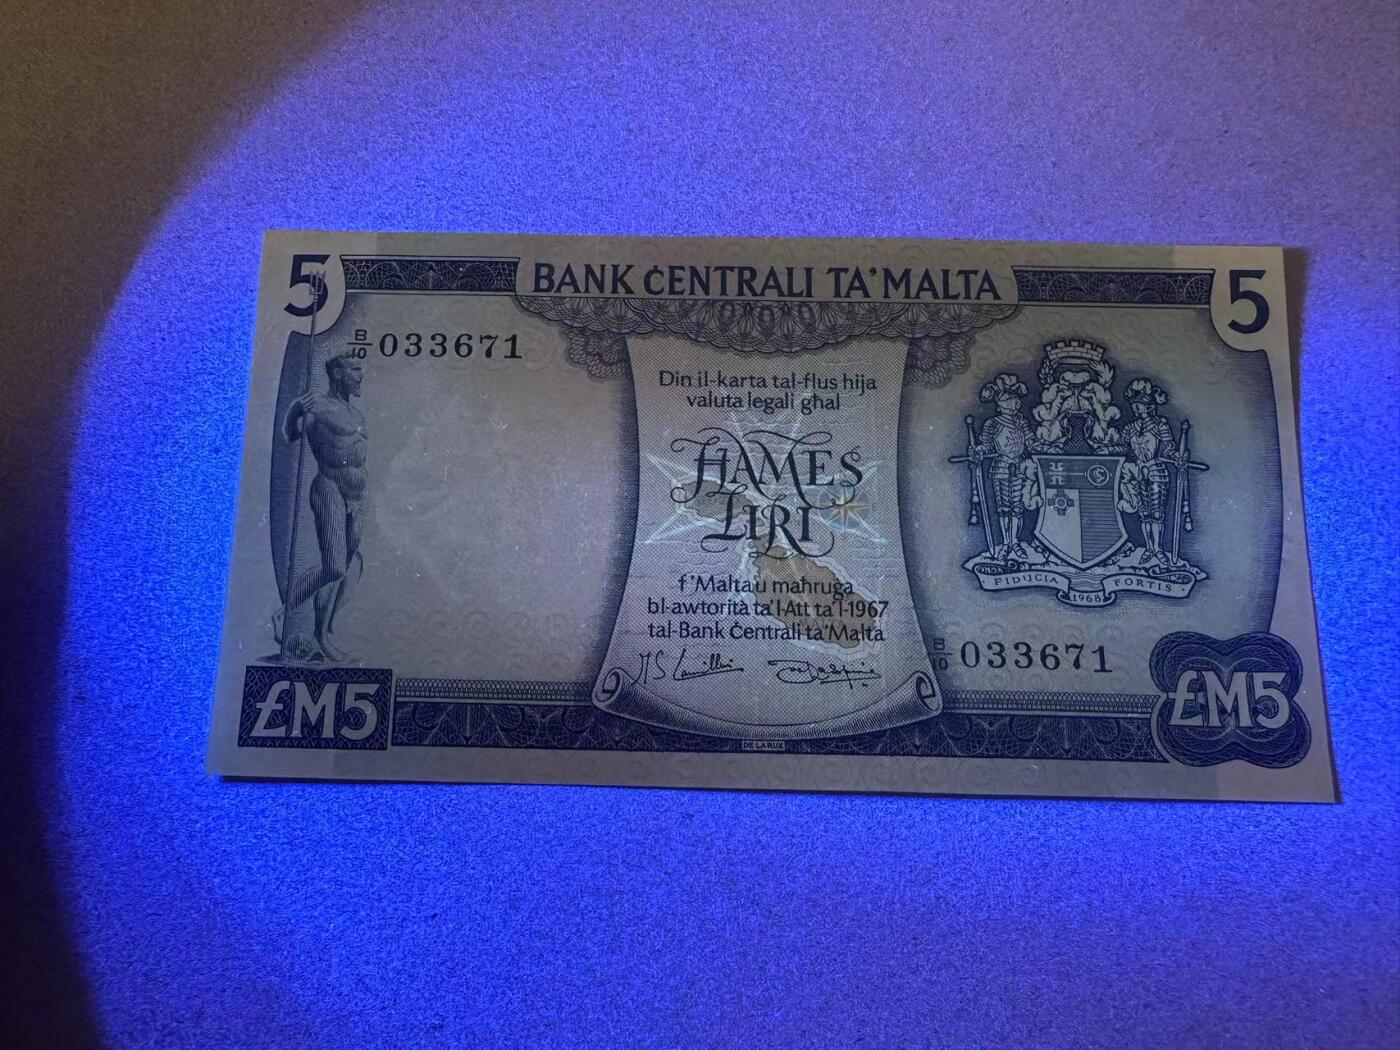 5 BANK ĊENTRALI TA' MALTA 5
B/10 033671
Din il-karta tal-flus hija
valuta legali għal
ĦAMES
LIRI
f'Malta u maħruġa
bl-awtorità ta' l-Att ta' l-1967
tal-Bank Ċentrali ta' Malta
FIDUCIA FORTIS
1968
B/10 033671
£M5 £M5
DE LA RUE